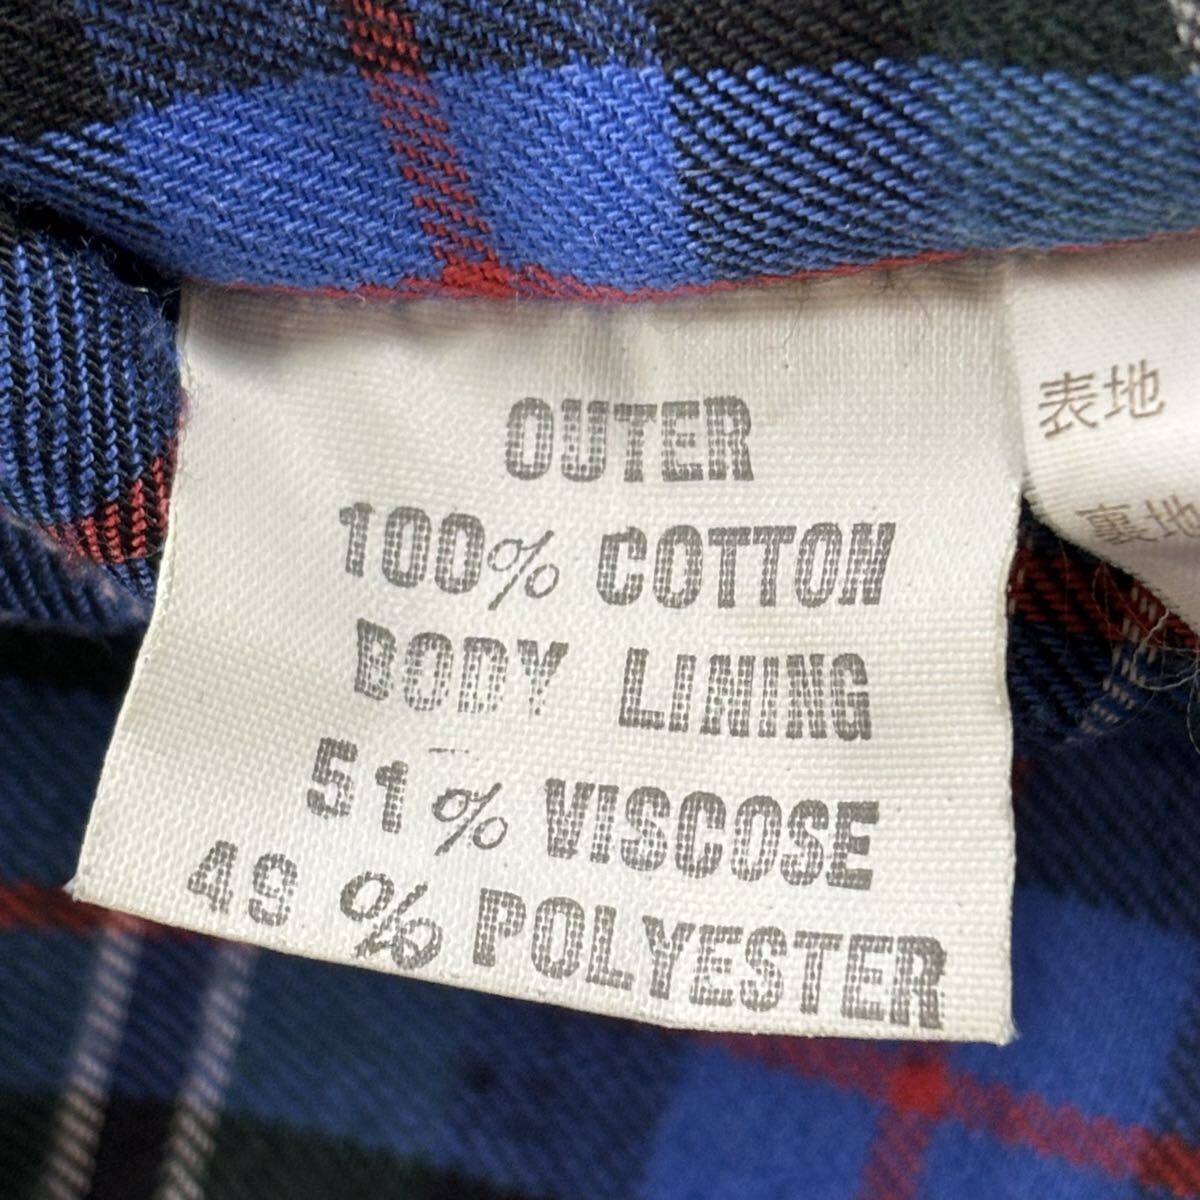 OUTER
100% COTTON
BODY LINING
51% VISCOSE
49% POLYESTER
表地
裏地